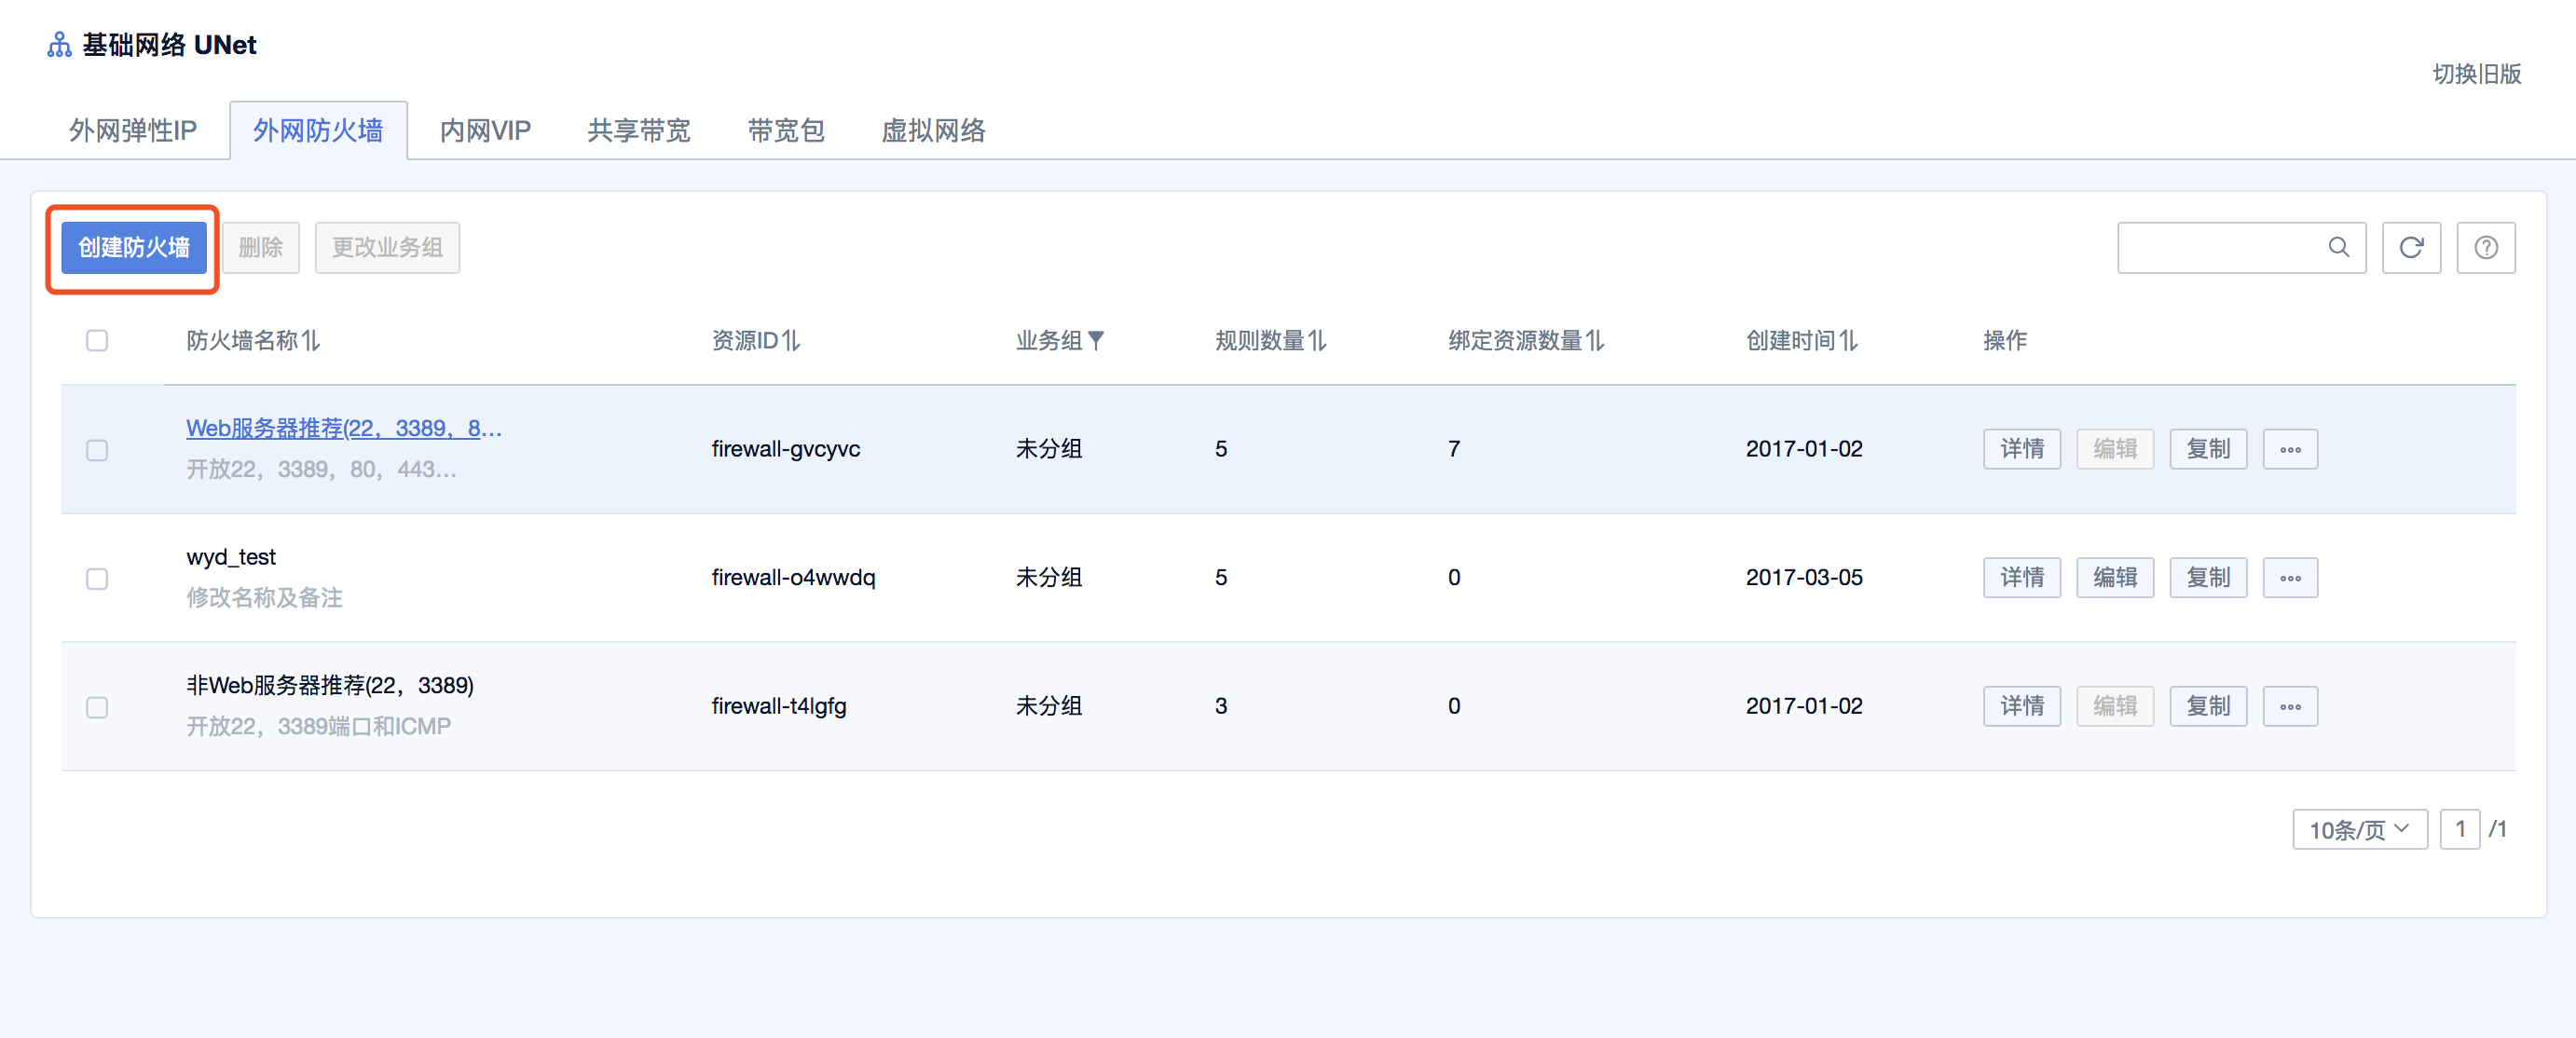 基础网络 UNet
切换旧版
外网弹性IP 外网防火墙 内网VIP 共享带宽 带宽包 虚拟网络
创建防火墙 删除 更改业务组
防火墙名称 资源ID 业务组 规则数量 绑定资源数量 创建时间 操作
Web服务器推荐(22，3389，8...
开放22，3389，80，443...
firewall-gvcyvc 未分组 5 7 2017-01-02 详情 编辑 复制
wyd_test
修改名称及备注
firewall-o4wwdq 未分组 5 0 2017-03-05 详情 编辑 复制
非Web服务器推荐(22，3389)
开放22，3389端口和ICMP
firewall-t4lgfg 未分组 3 0 2017-01-02 详情 编辑 复制
10条/页 1 /1